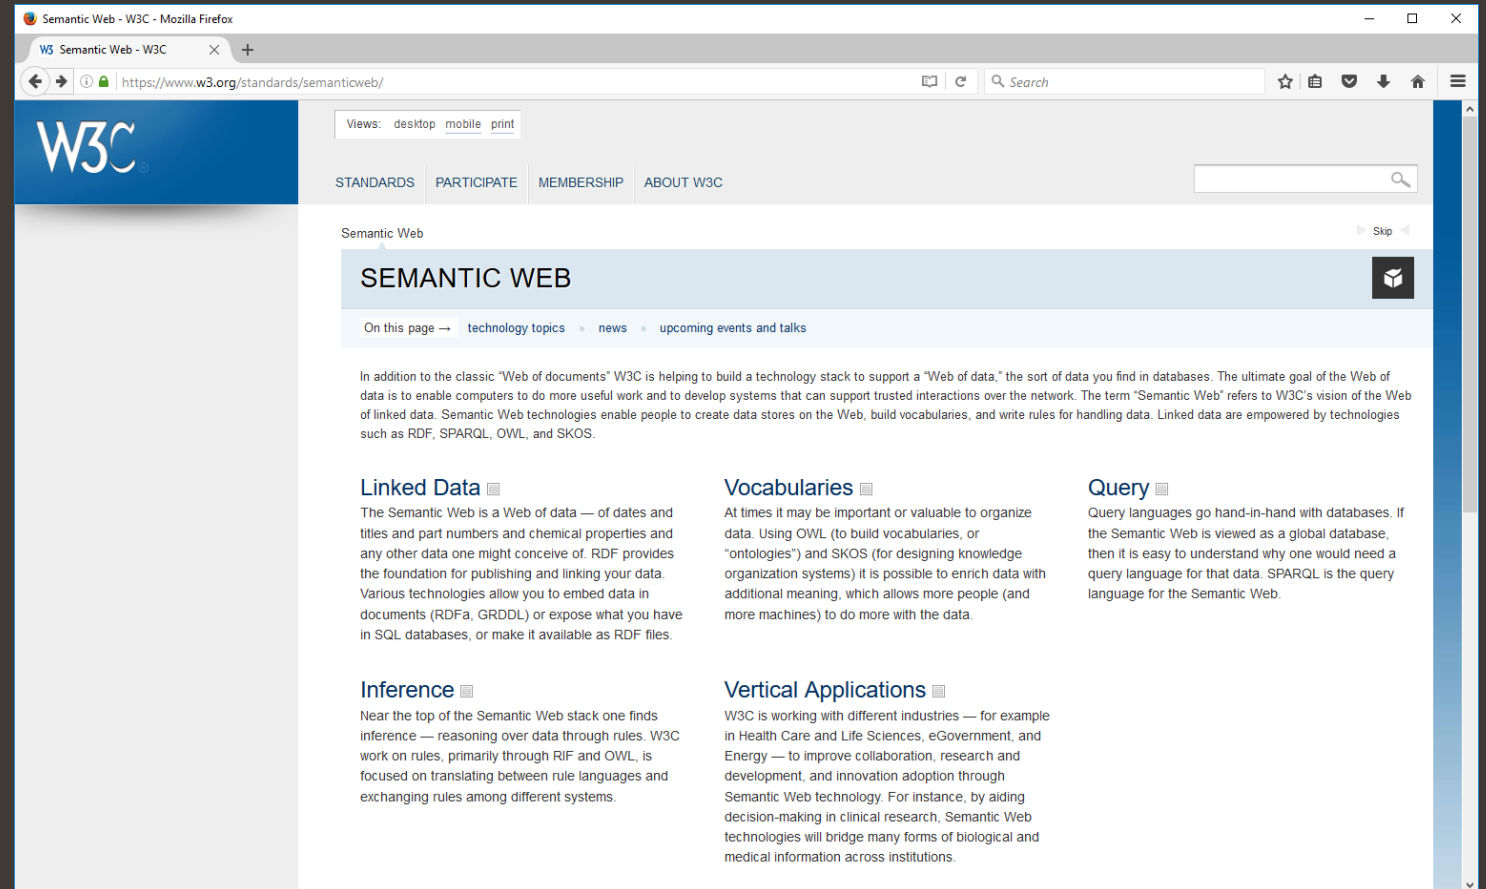 Semantic Web - W3C - Mozilla Firefox
Semantic Web - W3C
https://www.w3.org/standards/semanticweb/
Search
W3C®
Views: desktop mobile print
STANDARDS PARTICIPATE MEMBERSHIP ABOUT W3C
Semantic Web
Skip
SEMANTIC WEB
On this page → technology topics • news • upcoming events and talks
In addition to the classic “Web of documents” W3C is helping to build a technology stack to support a “Web of data,” the sort of data you find in databases. The ultimate goal of the Web of
data is to enable computers to do more useful work and to develop systems that can support trusted interactions over the network. The term “Semantic Web” refers to W3C’s vision of the Web
of linked data. Semantic Web technologies enable people to create data stores on the Web, build vocabularies, and write rules for handling data. Linked data are empowered by technologies
such as RDF, SPARQL, OWL, and SKOS.
Linked Data
The Semantic Web is a Web of data — of dates and
titles and part numbers and chemical properties and
any other data one might conceive of. RDF provides
the foundation for publishing and linking your data.
Various technologies allow you to embed data in
documents (RDFa, GRDDL) or expose what you have
in SQL databases, or make it available as RDF files.
Vocabularies
At times it may be important or valuable to organize
data. Using OWL (to build vocabularies, or
“ontologies”) and SKOS (for designing knowledge
organization systems) it is possible to enrich data with
additional meaning, which allows more people (and
more machines) to do more with the data.
Query
Query languages go hand-in-hand with databases. If
the Semantic Web is viewed as a global database,
then it is easy to understand why one would need a
query language for that data. SPARQL is the query
language for the Semantic Web.
Inference
Near the top of the Semantic Web stack one finds
inference — reasoning over data through rules. W3C
work on rules, primarily through RIF and OWL, is
focused on translating between rule languages and
exchanging rules among different systems.
Vertical Applications
W3C is working with different industries — for example
in Health Care and Life Sciences, eGovernment, and
Energy — to improve collaboration, research and
development, and innovation adoption through
Semantic Web technology. For instance, by aiding
decision-making in clinical research, Semantic Web
technologies will bridge many forms of biological and
medical information across institutions.